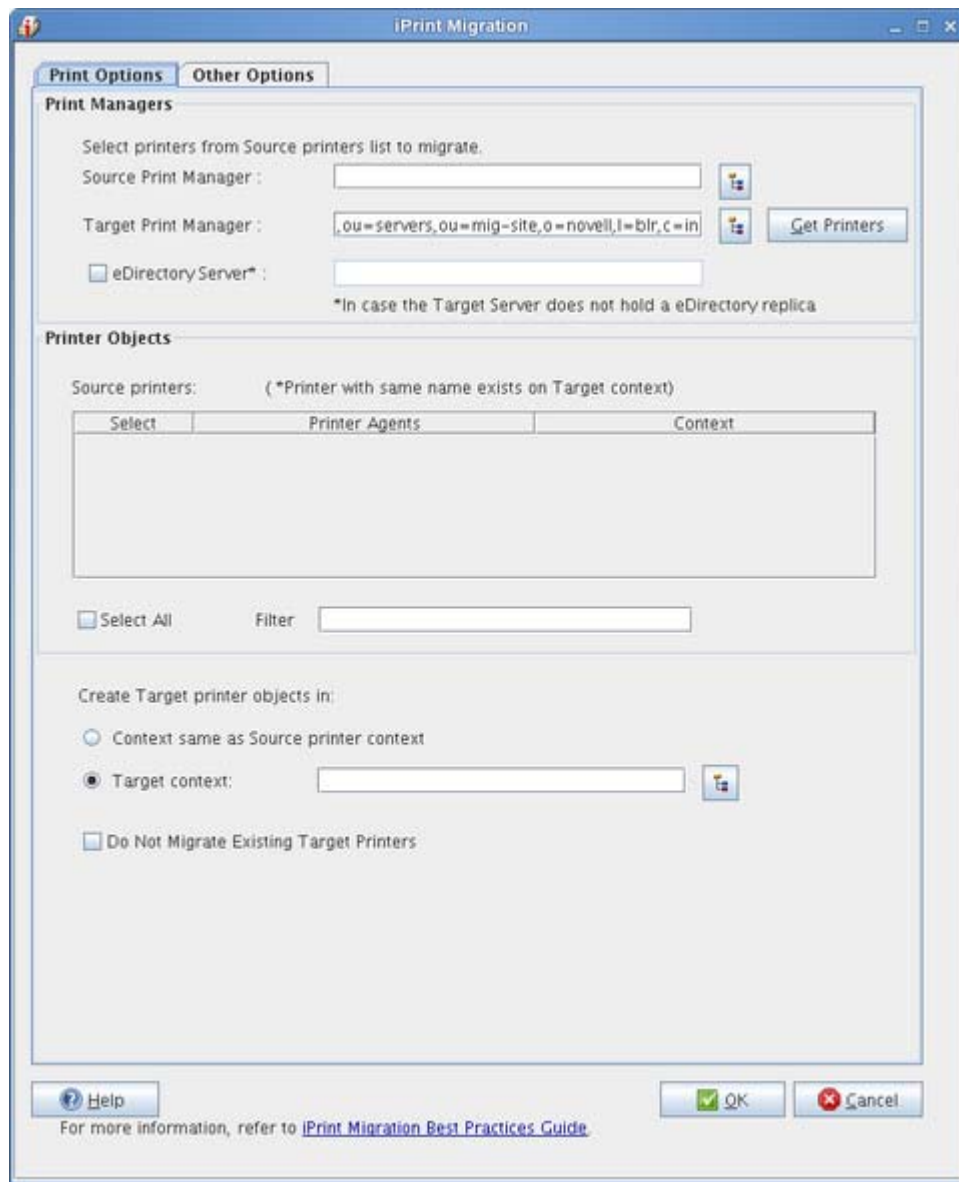 iPrint Migration
Print Options Other Options
Print Managers
Select printers from Source printers list to migrate.
Source Print Manager :
Target Print Manager : ,ou=servers,ou=mig-site,o=novell,l=blr,c=in Get Printers
eDirectory Server* :
*In case the Target Server does not hold a eDirectory replica
Printer Objects
Source printers: ( *Printer with same name exists on Target context)
Select Printer Agents Context
Select All Filter
Create Target printer objects in:
Context same as Source printer context
Target context:
Do Not Migrate Existing Target Printers
Help OK Cancel
For more information, refer to iPrint Migration Best Practices Guide.